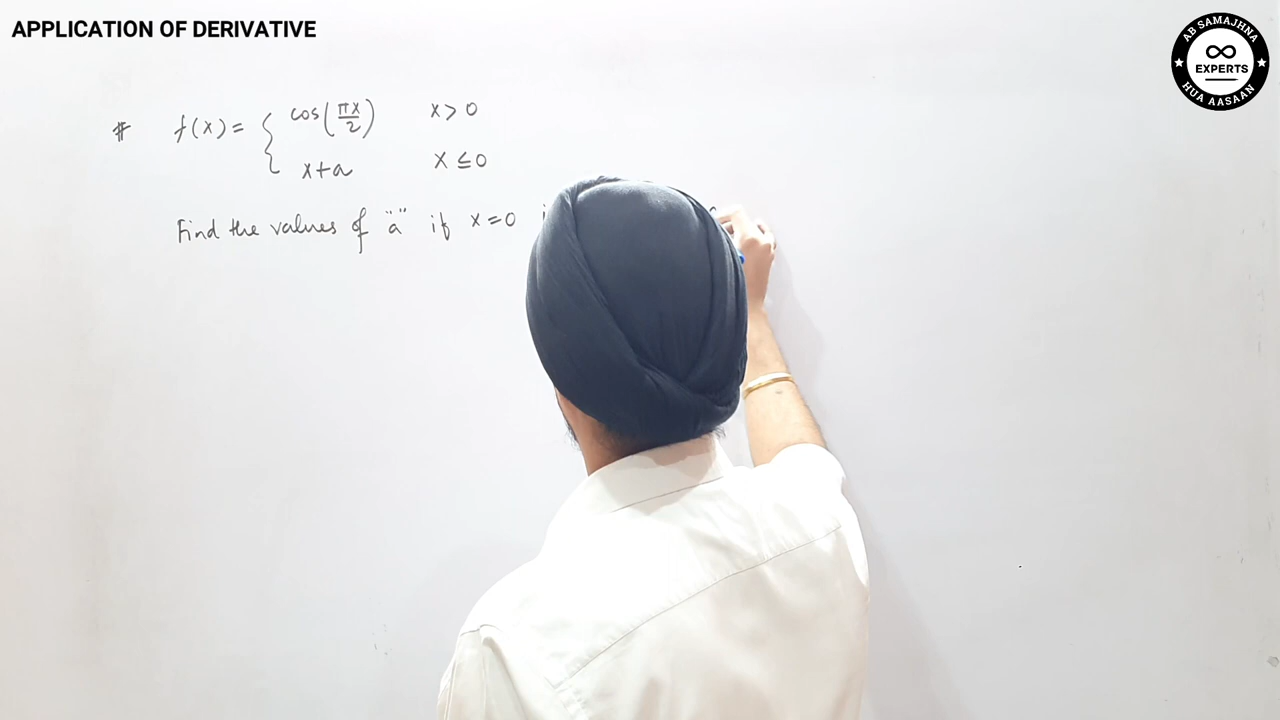 APPLICATION OF DERIVATIVE
AB SAMAJHNA
EXPERTS
HUA AASAAN
# f(x) = { cos(πx/2) x > 0
x+a x ≤ 0
Find the values of "a" if x = 0